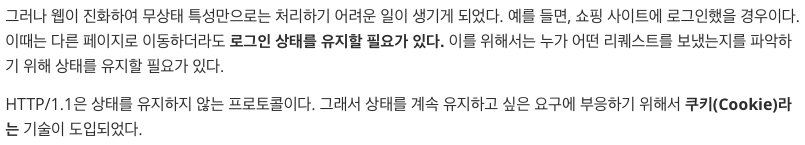 그러나 웹이 진화하여 무상태 특성만으로는 처리하기 어려운 일이 생기게 되었다. 예를 들면, 쇼핑 사이트에 로그인했을 경우이다.
이때는 다른 페이지로 이동하더라도 로그인 상태를 유지할 필요가 있다. 이를 위해서는 누가 어떤 리퀘스트를 보냈는지를 파악하
기 위해 상태를 유지할 필요가 있다.
HTTP/1.1은 상태를 유지하지 않는 프로토콜이다. 그래서 상태를 계속 유지하고 싶은 요구에 부응하기 위해서 쿠키(Cookie)라
는 기술이 도입되었다.